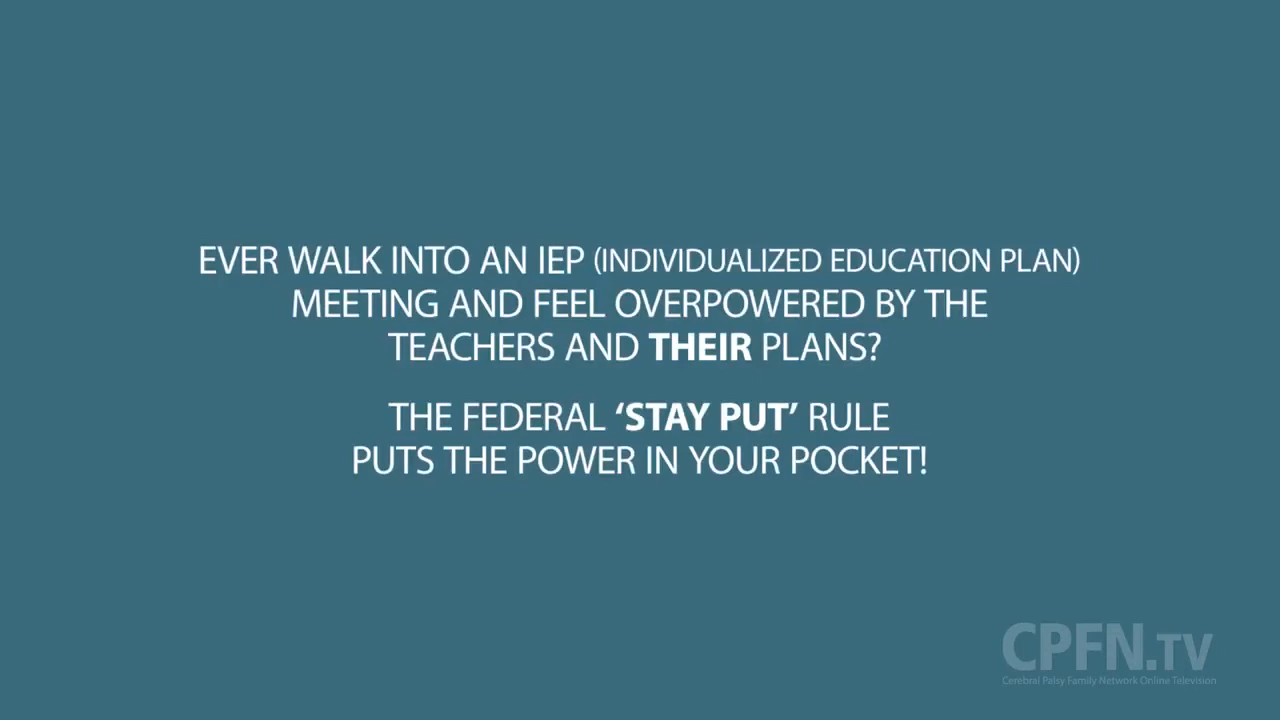 EVER WALK INTO AN IEP (INDIVIDUALIZED EDUCATION PLAN)
MEETING AND FEEL OVERPOWERED BY THE
TEACHERS AND THEIR PLANS?
THE FEDERAL ‘STAY PUT’ RULE
PUTS THE POWER IN YOUR POCKET!
CPFN.TV
Cerebral Palsy Family Network Online Television